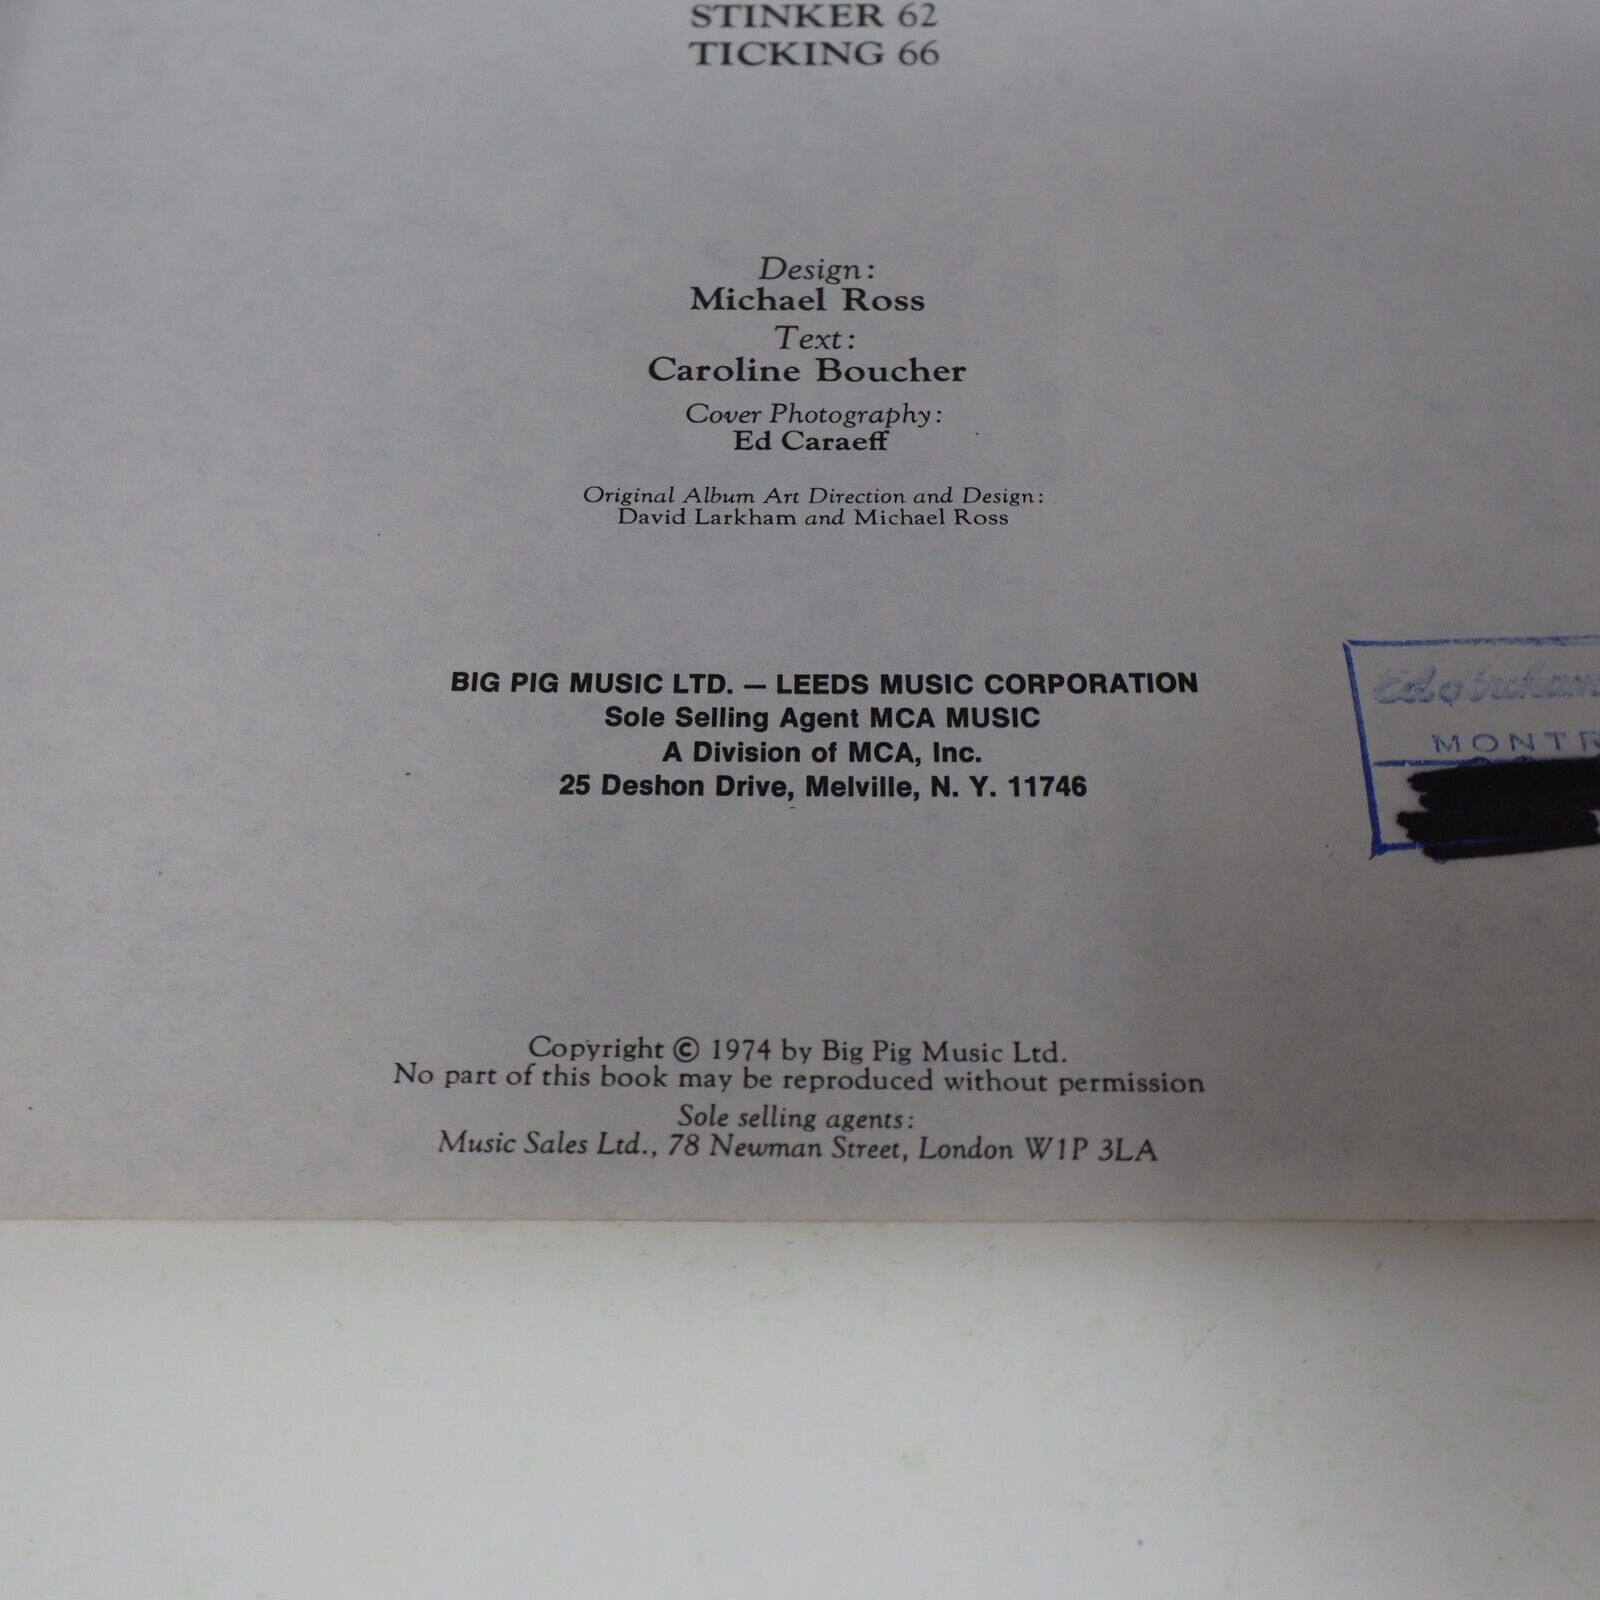 STINKER 62
TICKING 66
Design:
Michael Ross
Text:
Caroline Boucher
Cover Photography:
Ed Caraeff
Original Album Art Direction and Design:
David Larkham and Michael Ross
BIG PIG MUSIC LTD. — LEEDS MUSIC CORPORATION
Sole Selling Agent MCA MUSIC
A Division of MCA, Inc.
25 Deshon Drive, Melville, N. Y. 11746
MONTR
Copyright © 1974 by Big Pig Music Ltd.
No part of this book may be reproduced without permission
Sole selling agents:
Music Sales Ltd., 78 Newman Street, London W1P 3LA